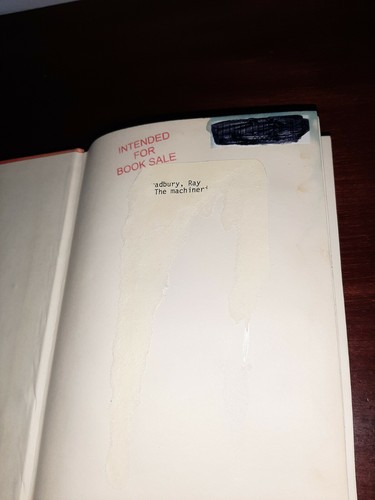 INTENDED
FOR
BOOK SALE
adbury, Ray
The machiner